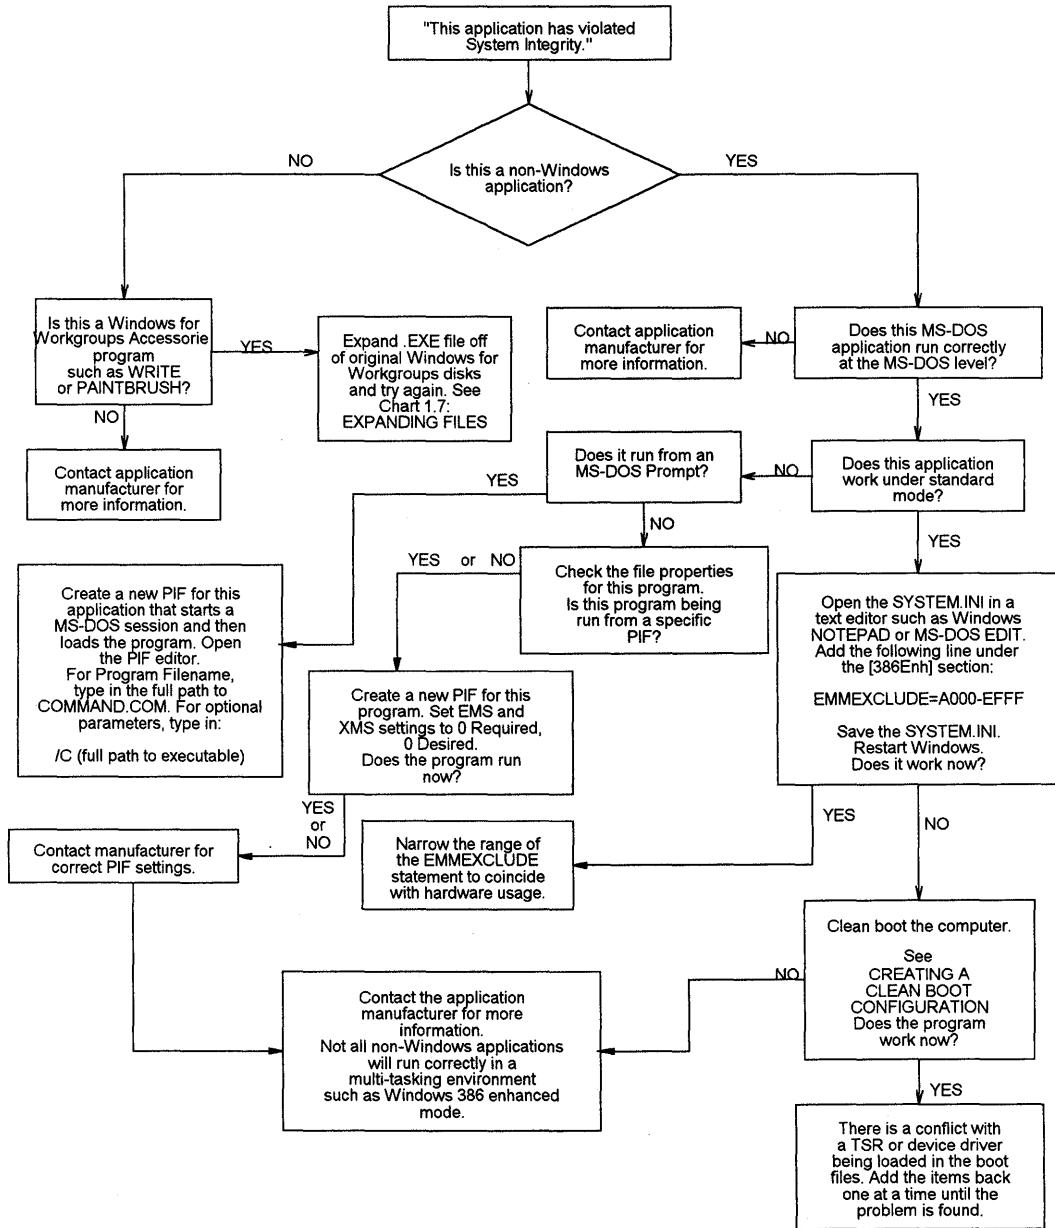 "This application has violated
System Integrity."
Is this a non-Windows
application?
NO
YES
Is this a Windows for
Workgroups Accessorie
program
such as WRITE
or PAINTBRUSH?
YES
Expand .EXE file off
of original Windows for
Workgroups disks
and try again. See
Chart 1.7:
EXPANDING FILES
NO
Contact application
manufacturer for
more information.
Contact application
manufacturer for
more information.
NO
Does this MS-DOS
application run correctly
at the MS-DOS level?
YES
Does it run from an
MS-DOS Prompt?
NO
Does this application
work under standard
mode?
YES
NO
YES
Create a new PIF for this
application that starts a
MS-DOS session and then
loads the program. Open
the PIF editor.
For Program Filename,
type in the full path to
COMMAND.COM. For optional
parameters, type in:
/C (full path to executable)
YES or NO
Check the file properties
for this program.
Is this program being
run from a specific
PIF?
Open the SYSTEM.INI in a
text editor such as Windows
NOTEPAD or MS-DOS EDIT.
Add the following line under
the [386Enh] section:
EMMEXCLUDE=A000-EFFF
Save the SYSTEM.INI.
Restart Windows.
Does it work now?
Create a new PIF for this
program. Set EMS and
XMS settings to 0 Required,
0 Desired.
Does the program run
now?
YES
or
NO
Contact manufacturer for
correct PIF settings.
YES
NO
Narrow the range of
the EMMEXCLUDE
statement to coincide
with hardware usage.
Clean boot the computer.
See
CREATING A
CLEAN BOOT
CONFIGURATION
Does the program
work now?
NO
Contact the application
manufacturer for more
information.
Not all non-Windows applications
will run correctly in a
multi-tasking environment
such as Windows 386 enhanced
mode.
YES
There is a conflict with
a TSR or device driver
being loaded in the boot
files. Add the items back
one at a time until the
problem is found.